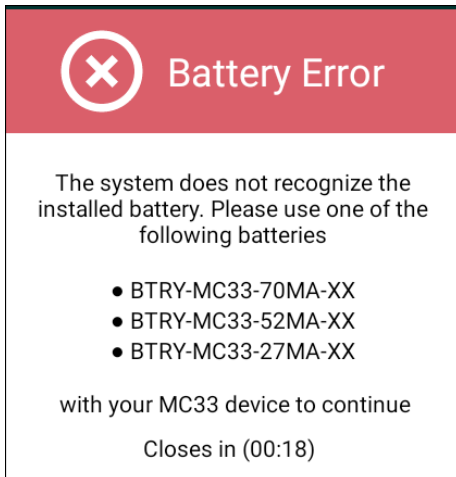 Battery Error
The system does not recognize the
installed battery. Please use one of the
following batteries
● BTRY-MC33-70MA-XX
● BTRY-MC33-52MA-XX
● BTRY-MC33-27MA-XX
with your MC33 device to continue
Closes in (00:18)